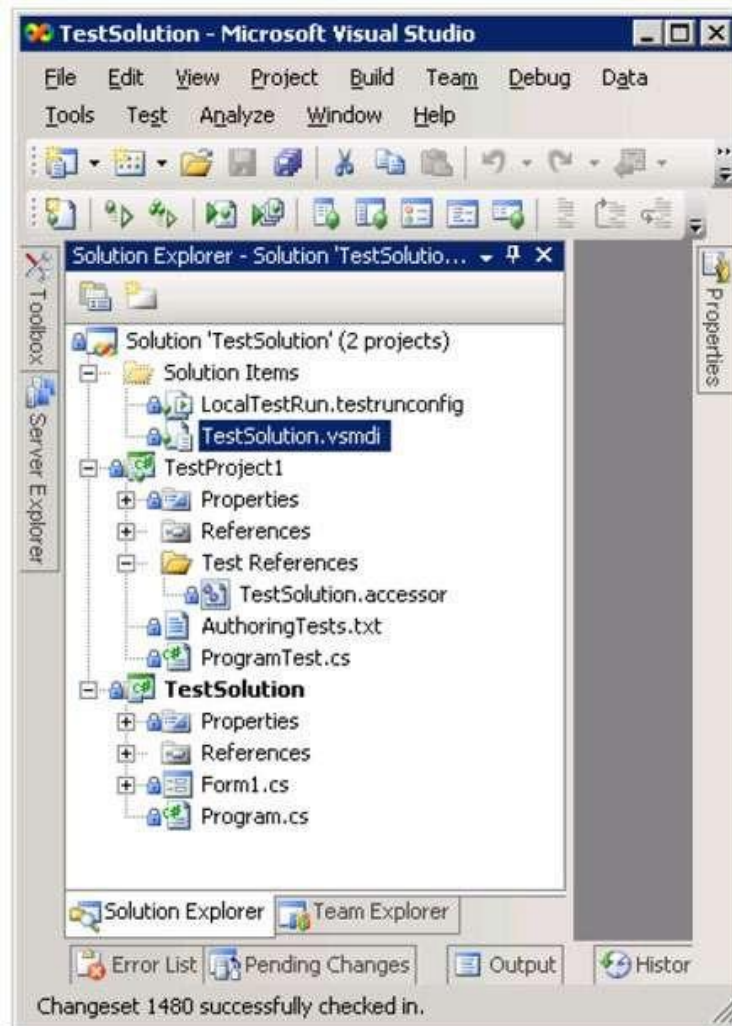 TestSolution - Microsoft Visual Studio
File Edit View Project Build Team Debug Data
Tools Test Analyze Window Help
Solution Explorer - Solution 'TestSolutio...
Toolbox
Server Explorer
Properties
Solution 'TestSolution' (2 projects)
Solution Items
LocalTestRun.testrunconfig
TestSolution.vsmdi
TestProject1
Properties
References
Test References
TestSolution.accessor
AuthoringTests.txt
ProgramTest.cs
TestSolution
Properties
References
Form1.cs
Program.cs
Solution Explorer Team Explorer
Error List Pending Changes Output Histor
Changeset 1480 successfully checked in.